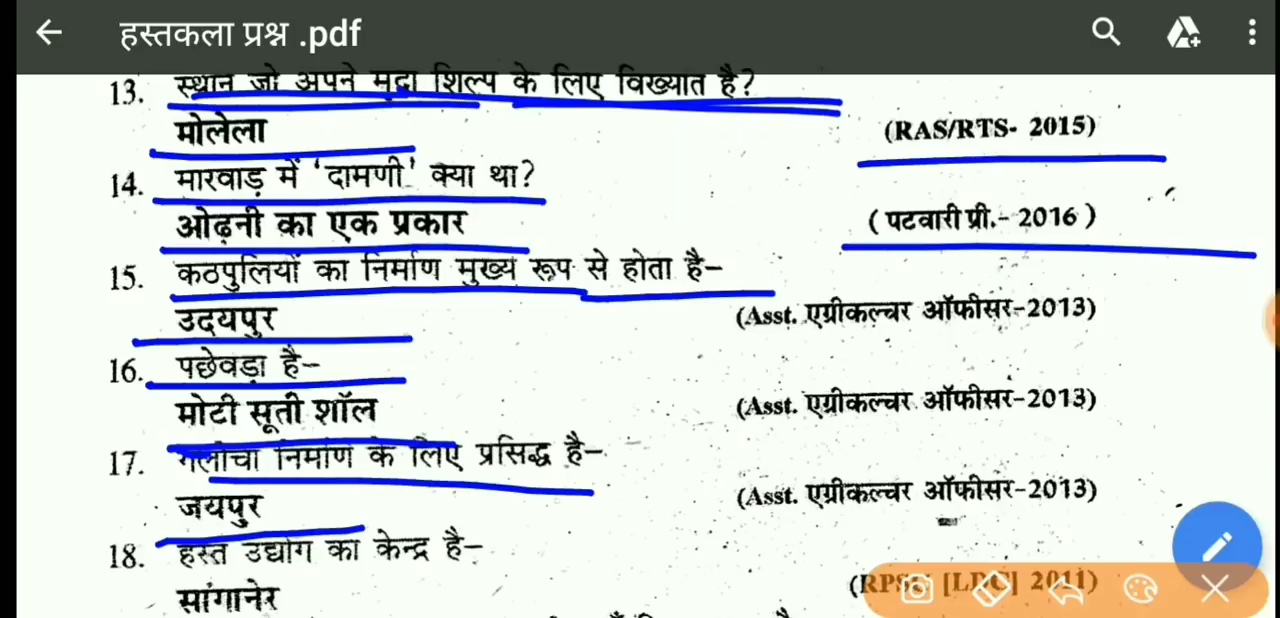 हस्तकला प्रश्न .pdf
13. स्थान जो अपने मृदा शिल्प के लिए विख्यात है?
मोलेला (RAS/RTS- 2015)
14. मारवाड़ में 'दामणी' क्या था?
ओढ़नी का एक प्रकार ( पटवारी प्री.- 2016 )
15. कठपुलियों का निर्माण मुख्य रूप से होता है–
उदयपुर (Asst. एग्रीकल्चर ऑफीसर-2013)
16. पछेवड़ा है–
मोटी सूती शॉल (Asst. एग्रीकल्चर ऑफीसर-2013)
17. गलीचा निर्माण के लिए प्रसिद्ध है–
जयपुर (Asst. एग्रीकल्चर ऑफीसर-2013)
18. हस्त उद्योग का केन्द्र है–
सांगानेर (RPSC [LDC] 2011)